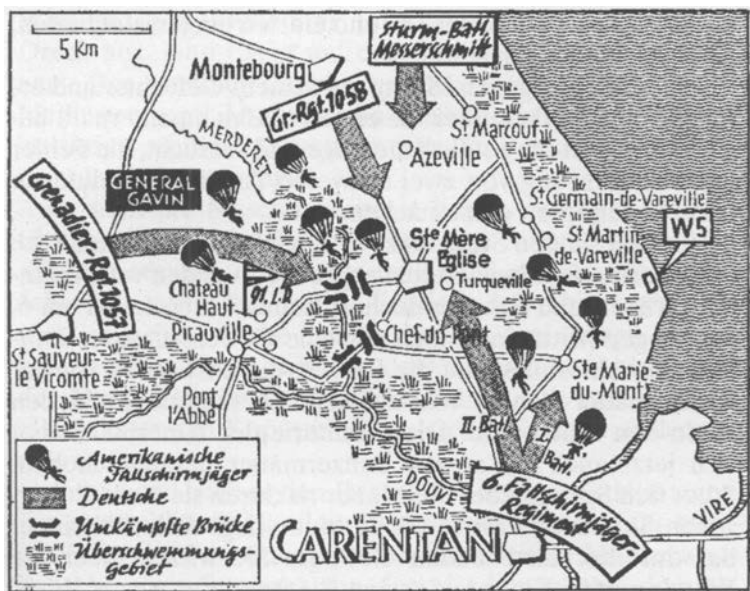 5 Km
Sturm-Batl.
Messerschmitt
Montebourg
Gr.-Rgt. 1058
St Marcouf
MERDERET
Azeville
GENERAL
GAVIN
St Germain-de-Vareville
St Martin
de-Vareville
W5
Grenadier-Rgt. 1057
Ste Mère
Eglise
Turqueville
Chateau
Haut
91. L.D.
Picauville
Chef-du-Pont
St Sauveur-
le Vicomte
Ste Marie
du-Mont
Pont
l'Abbé
II. Batl.
I. Batl.
Amerikanische
Fallschirmjäger
Deutsche
Umkämpfte Brücke
Überschwemmungs-
Gebiet
DOUVE
6. Fallschirmjäger-
Regiment
VIRE
CARENTAN